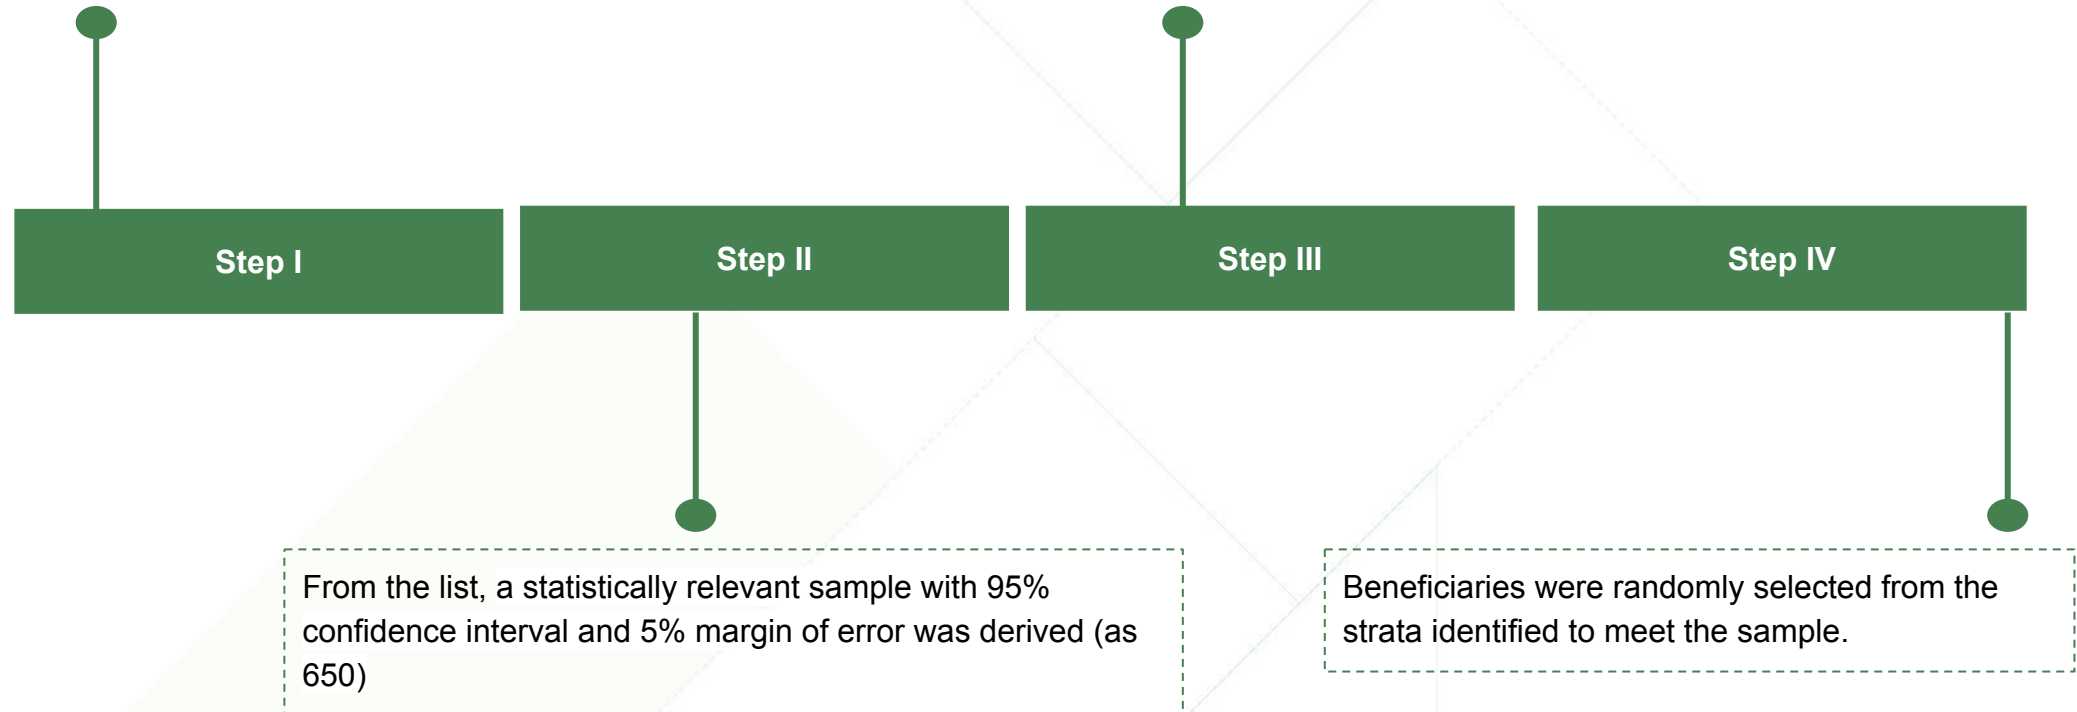 Step I
Step II
Step III
Step IV
From the list, a statistically relevant sample with 95%
confidence interval and 5% margin of error was derived (as
650)
Beneficiaries were randomly selected from the
strata identified to meet the sample.